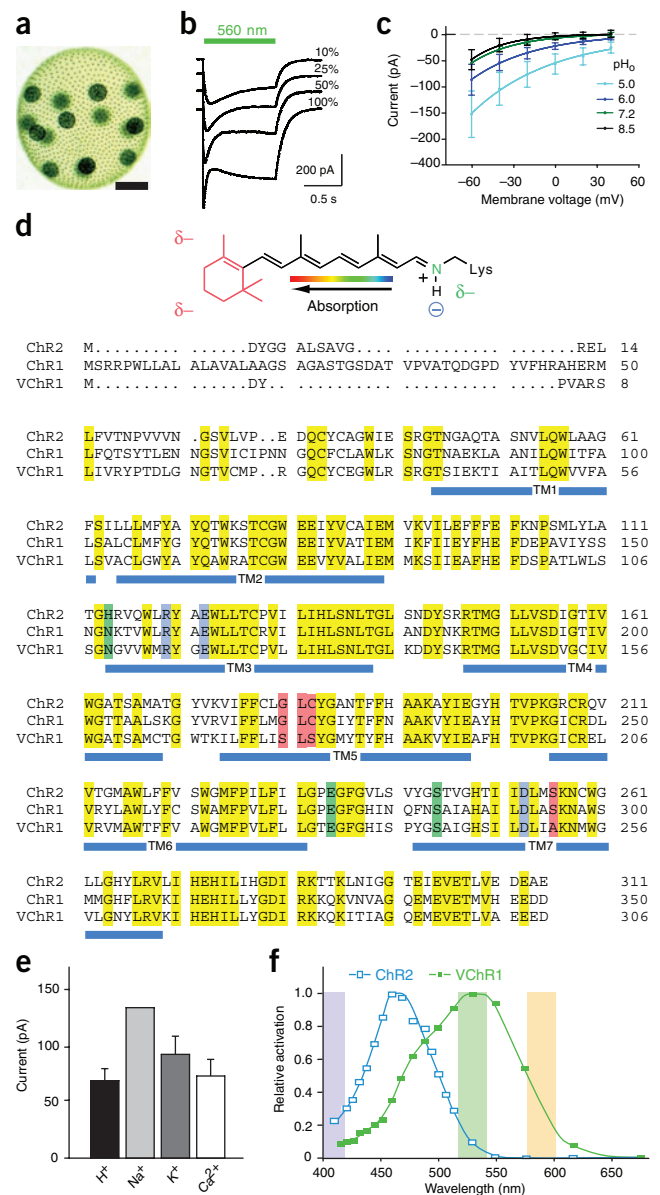 a
b
560 nm
10%
25%
50%
100%
200 pA
0.5 s
c
Current (pA)
0
−50
−100
−150
−200
−400
−60
−30
0
30
60
Membrane voltage (mV)
pHo
5.0
6.0
7.2
8.5
d
δ–
δ–
Absorption
+
N
H
−
Lys
δ–
ChR2 M......... .......DYGG ALSAVG.... .......... .......REL 14
ChR1 MSRRPWLLAL ALAVALAAGS AGASTGSDAT VPVATQDGPD YVFHRAHERM 50
VChR1 M......... .......DY. .......... .......... .....PVARS 8
ChR2 LFVTNPVVVN .GSVLVP..E DQCYCAGWIE SRGTNGAQTA SNVLQWLAAG 61
ChR1 LFQTSYTLEN NGSVICIPNN GQCFCLAWLK SNGTNAEKLA ANILQWITFA 100
VChR1 LIVRYPTDLG NGTVCMP..R GQCYCEGWLR SRGTSIEKTI AITLQWVVFA 56
TM1
ChR2 FSILLLMFYA YQTWKSTCGW EEIYVCAIEM VKVILEFFFE FKNPSMLYLA 111
ChR1 LSALCLMFYG YQTWKSTCGW EEIYVATIEM IKFIIEYFHE FDEPAVIYSS 150
VChR1 LSVACLGWYA YQAWRATCGW EEVYVALIEM MKSIIEAFHE FDSPATLWLS 106
TM2
ChR2 TGHRVQWLRY AEWLLTCPVI LIHLSNLTGL SNDYSRRTMG LLVSDIGTIV 161
ChR1 NGNKTVWLRY AEWLLTCRVI LIHLSNLTGL ANDYNKRTMG LLVSDIGTIV 200
VChR1 SGNGVVWMRY GEWLLTCPVL LIHLSNLTGL KDDYSKRTMG LLVSDVGCIV 156
TM3
TM4
ChR2 WGATSAMATG YVKVIFFCLG LCYGANTFFH AAKAYIEGYH TVPKGRCRQV 211
ChR1 WGTTAALSKG YVRVIFFLMG LCYGIYTFFN AAKVYIEAYH TVPKGICRDL 250
VChR1 WGATSAMCTG WTKILFFLIS LSYGMYTYFH AAKVYIEAFH TVPKGICREL 206
TM5
ChR2 VTGMAWLFFV SWGMFPILFI LGPEGFGVLS VYGSTVGHTI IDLMSKNCWG 261
ChR1 VRYLAWLYFC SWAMFPVLFL LGPEGFGHIN QFNSAIAHAI LDLASKNAWS 300
VChR1 VRVMAWTFFV AWGMFPVLFL LGTEGFGHIS PYGSAIGHSI LDLIAKNMWG 256
TM6
TM7
ChR2 LLGHYLRVLI HEHILIHGDI RKTTKLNIGG TEIEVETLVE DEAE 311
ChR1 MMGHFLRVKI HEHILLYGDI RKKQKVNVAG QEMEVETMVH EEDD 350
VChR1 VLGNYLRVKI HEHILLYGDI RKKQKITIAG QEMEVETLVA EEED 306
e
Current (pA)
150
100
50
0
H+
Na+
K+
Ca2+
f
ChR2
VChR1
Relative activation
1.0
0.8
0.6
0.4
0.2
0
400
450
500
550
600
650
Wavelength (nm)